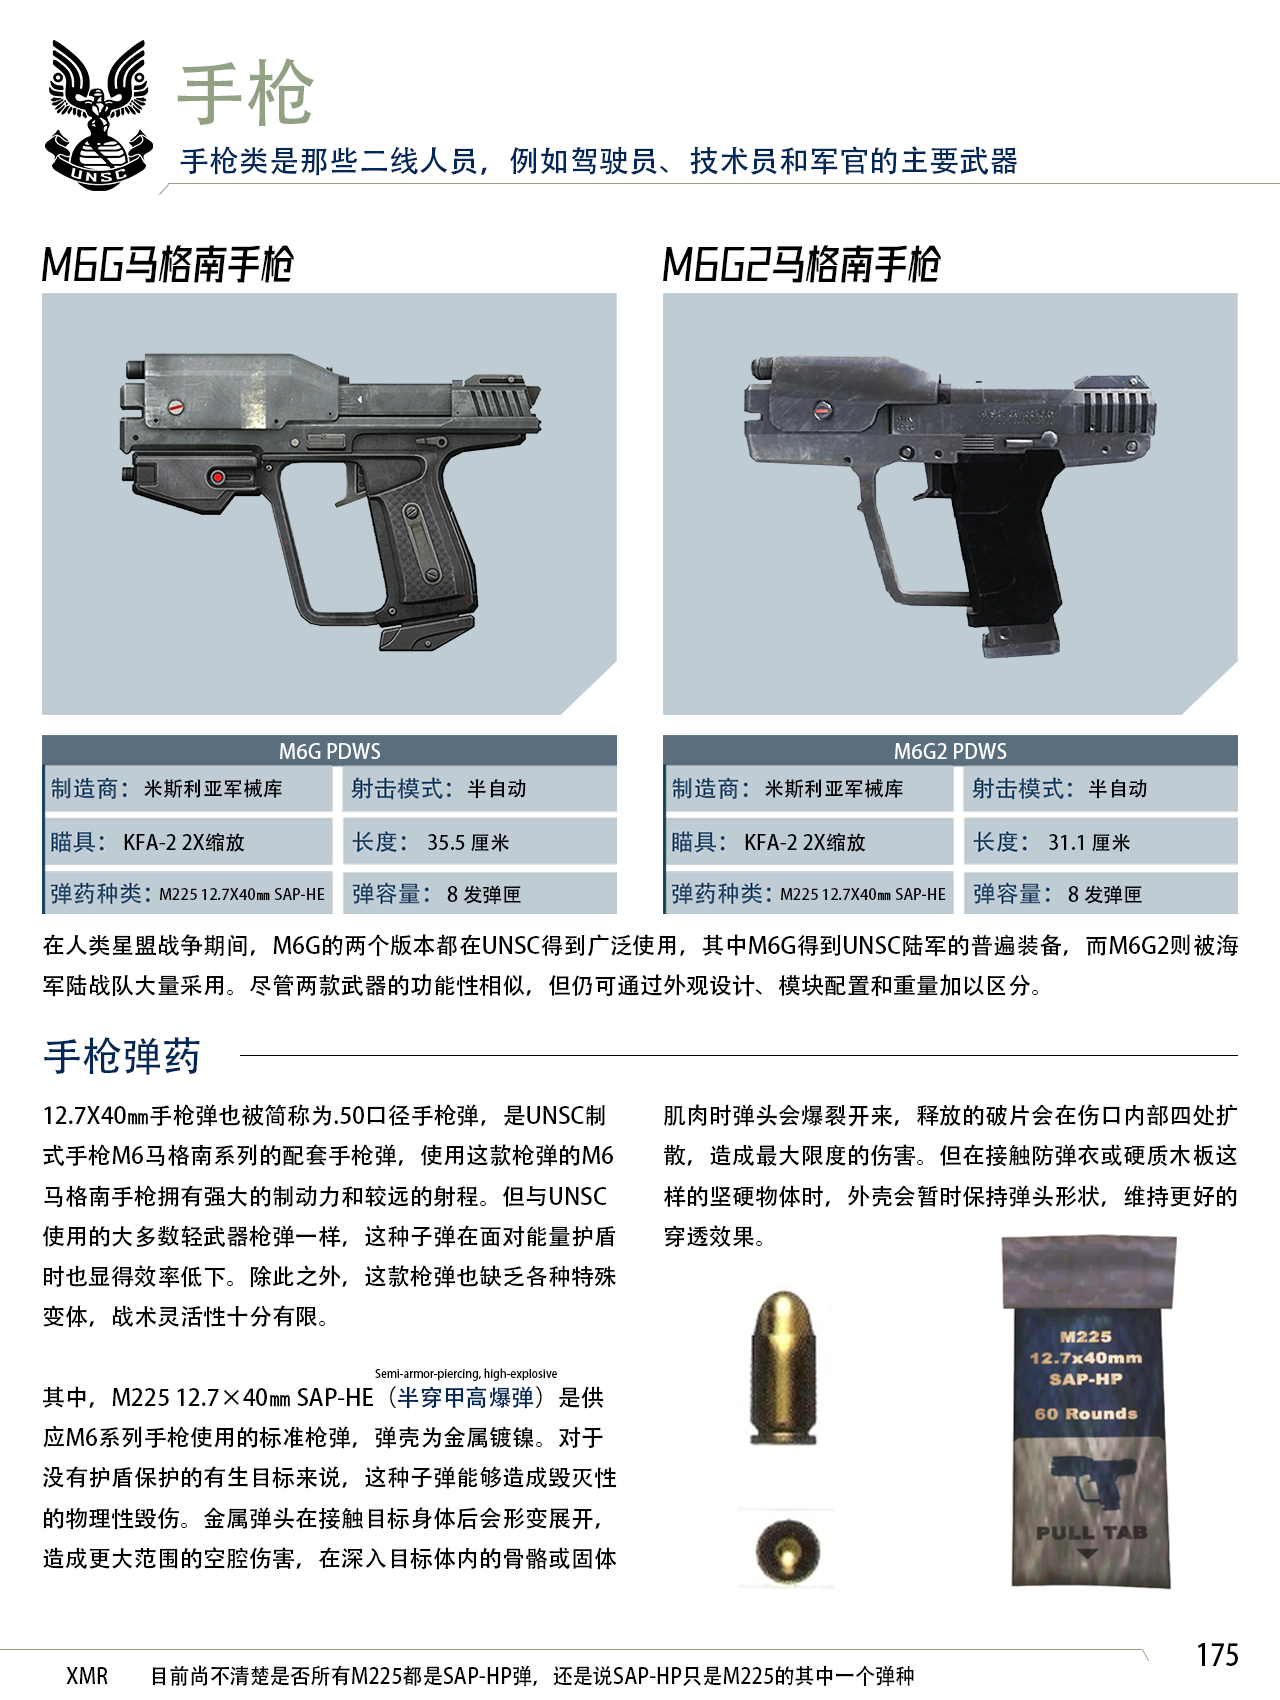 UNSC
手枪
手枪类是那些二线人员，例如驾驶员、技术员和军官的主要武器
M6G马格南手枪
M6G PDWS
制造商： 米斯利亚军械库
射击模式： 半自动
瞄具： KFA-2 2X缩放
长度： 35.5 厘米
弹药种类： M225 12.7X40㎜ SAP-HE
弹容量： 8 发弹匣
M6G2马格南手枪
M6G2 PDWS
制造商： 米斯利亚军械库
射击模式： 半自动
瞄具： KFA-2 2X缩放
长度： 31.1 厘米
弹药种类： M225 12.7X40㎜ SAP-HE
弹容量： 8 发弹匣
在人类星盟战争期间，M6G的两个版本都在UNSC得到广泛使用，其中M6G得到UNSC陆军的普遍装备，而M6G2则被海
军陆战队大量采用。尽管两款武器的功能性相似，但仍可通过外观设计、模块配置和重量加以区分。
手枪弹药
12.7X40㎜手枪弹也被简称为.50口径手枪弹，是UNSC制
式手枪M6马格南系列的配套手枪弹，使用这款枪弹的M6
马格南手枪拥有强大的制动力和较远的射程。但与UNSC
使用的大多数轻武器枪弹一样，这种子弹在面对能量护盾
时也显得效率低下。除此之外，这款枪弹也缺乏各种特殊
变体，战术灵活性十分有限。
Semi-armor-piercing, high-explosive
其中，M225 12.7×40㎜ SAP-HE（半穿甲高爆弹）是供
应M6系列手枪使用的标准枪弹，弹壳为金属镀镍。对于
没有护盾保护的有生目标来说，这种子弹能够造成毁灭性
的物理性毁伤。金属弹头在接触目标身体后会形变展开，
造成更大范围的空腔伤害，在深入目标体内的骨骼或固体
肌肉时弹头会爆裂开来，释放的破片会在伤口内部四处扩
散，造成最大限度的伤害。但在接触防弹衣或硬质木板这
样的坚硬物体时，外壳会暂时保持弹头形状，维持更好的
穿透效果。
M225
12.7x40mm
SAP-HP
60 Rounds
PULL TAB
175
XMR 目前尚不清楚是否所有M225都是SAP-HP弹，还是说SAP-HP只是M225的其中一个弹种